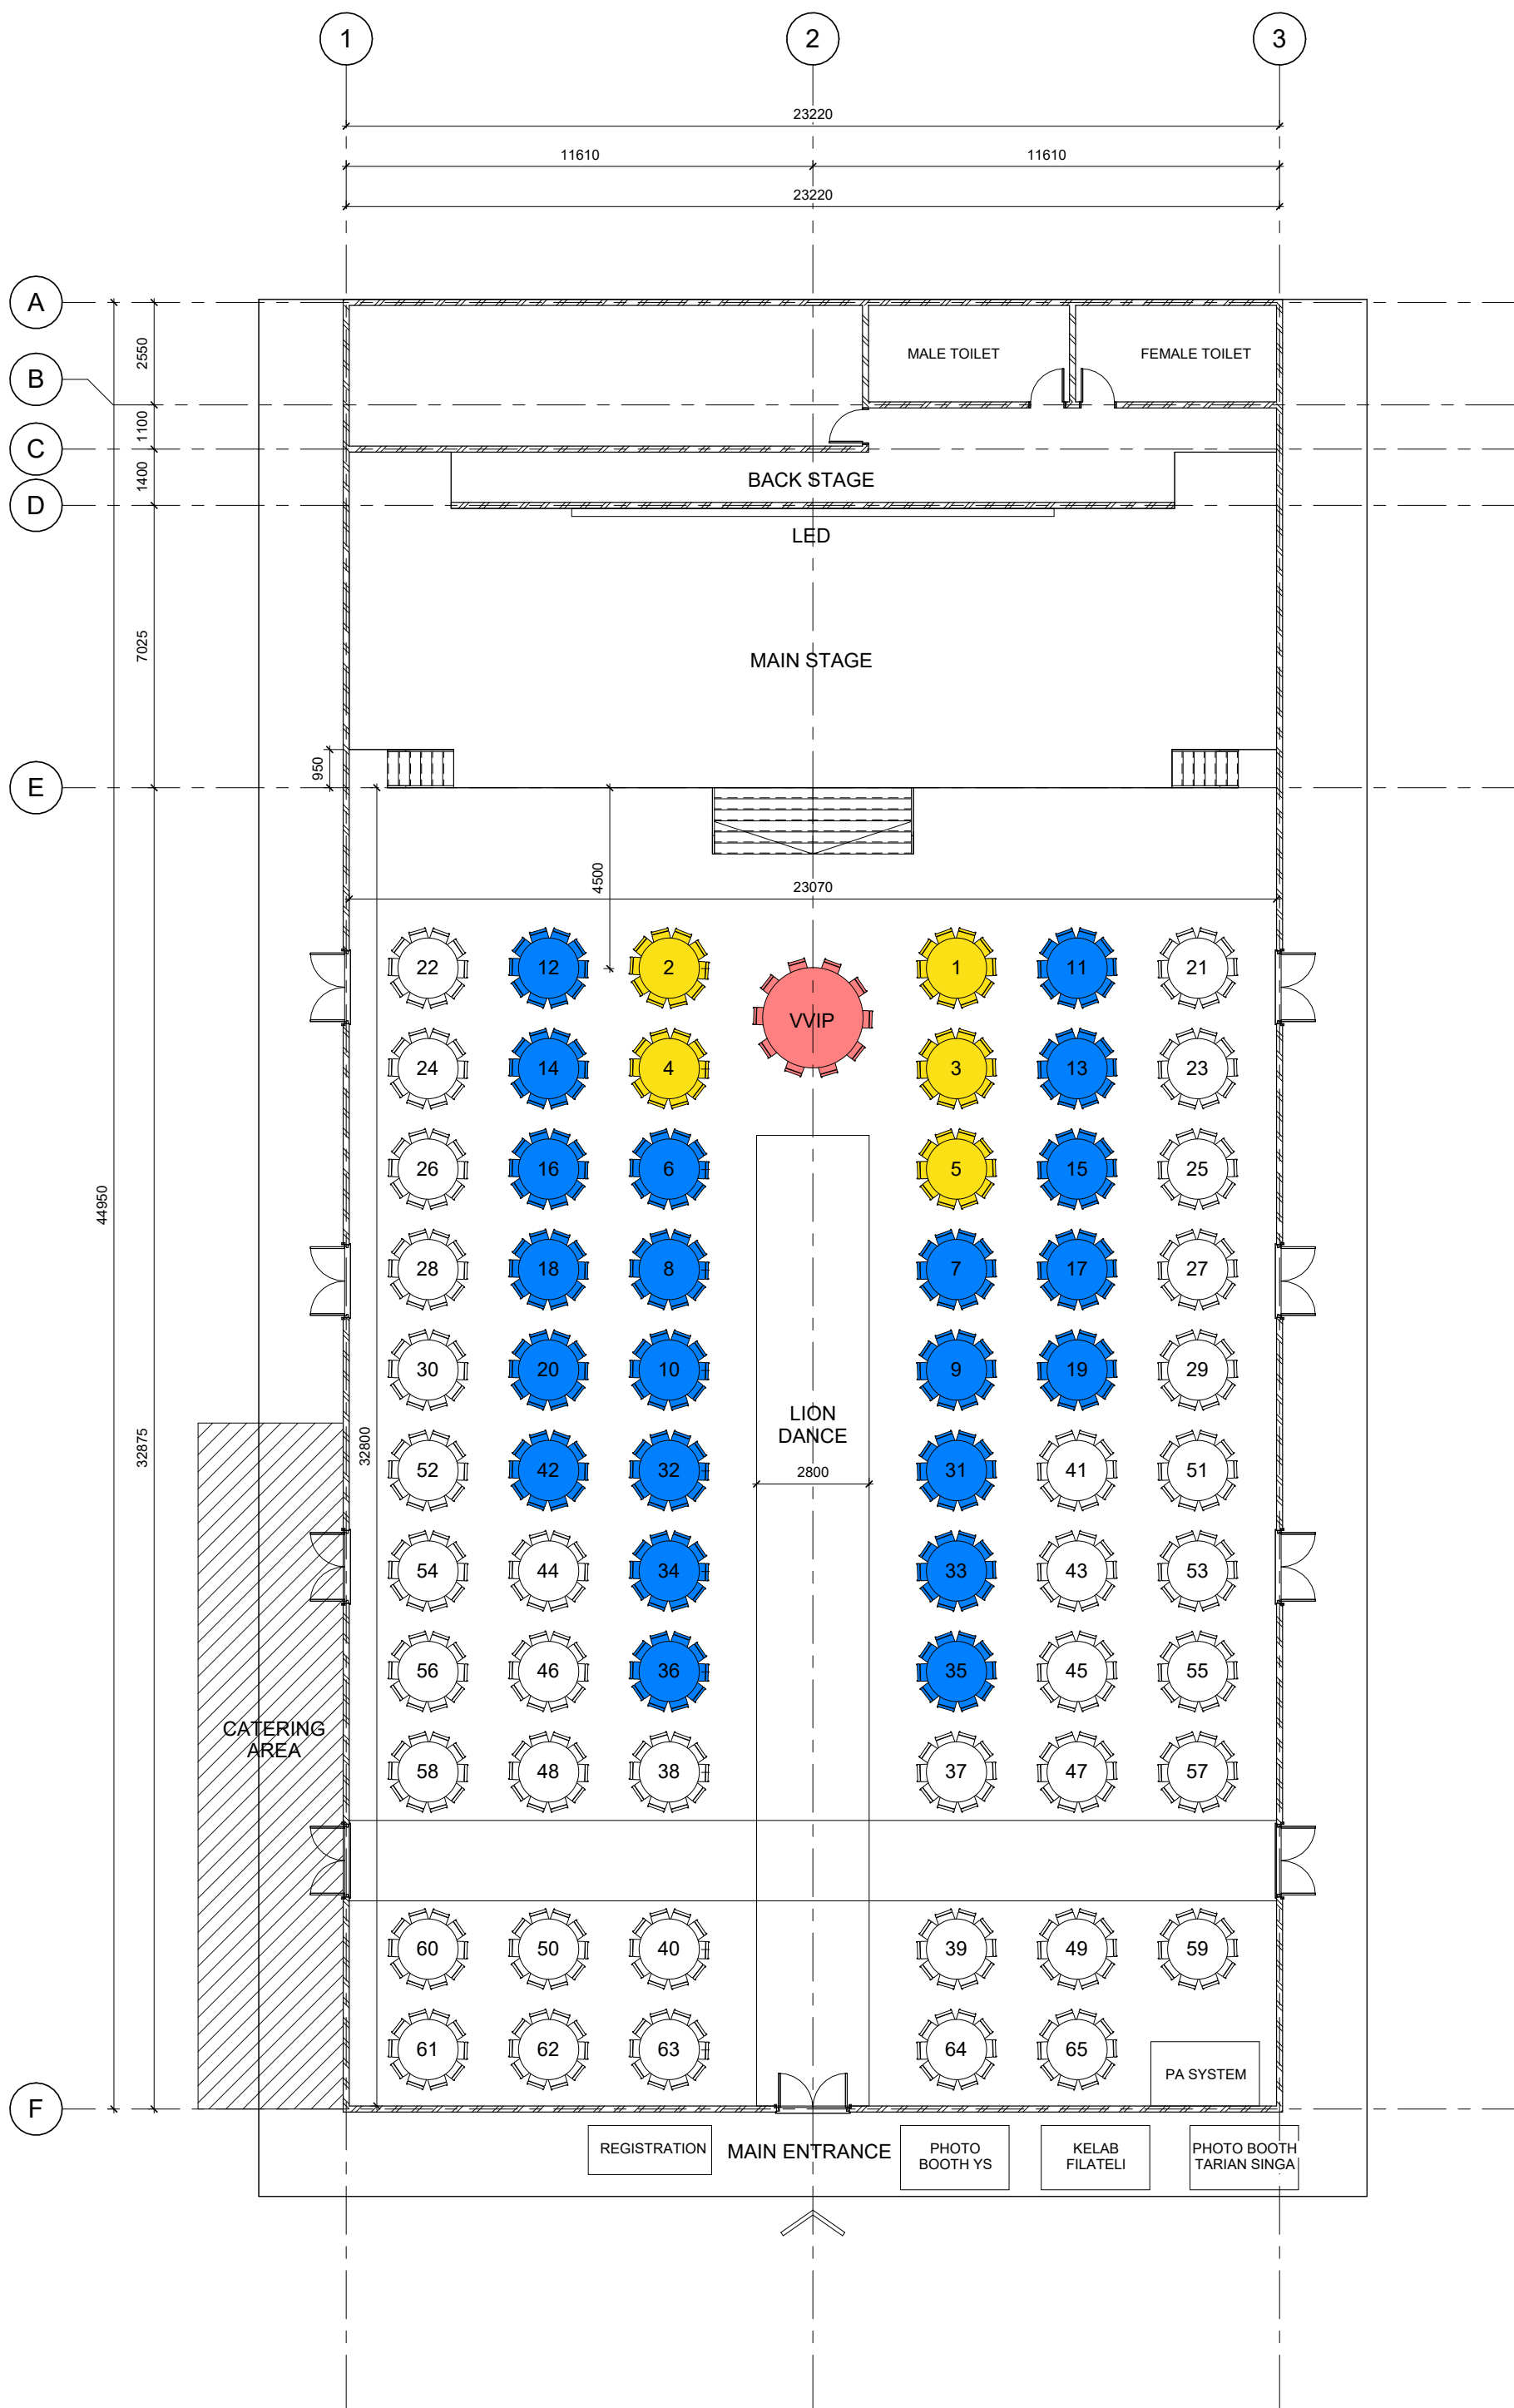 1 2 3
23220
11610 11610
23220
A
2550
MALE TOILET FEMALE TOILET
B
1100
C
1400
BACK STAGE
D
LED
7025
MAIN STAGE
950
E
4500
23070
22 12 2 1 11 21
VVIP
24 14 4 3 13 23
26 16 6 5 15 25
44950
28 18 8 7 17 27
30 20 10 9 19 29
LION
DANCE
32875
32800
52 42 32 31 41 51
2800
54 44 34 33 43 53
56 46 36 35 45 55
CATERING
AREA
58 48 38 37 47 57
60 50 40 39 49 59
61 62 63 64 65
PA SYSTEM
F
REGISTRATION
MAIN ENTRANCE
PHOTO
BOOTH YS
KELAB
FILATELI
PHOTO BOOTH
TARIAN SINGA